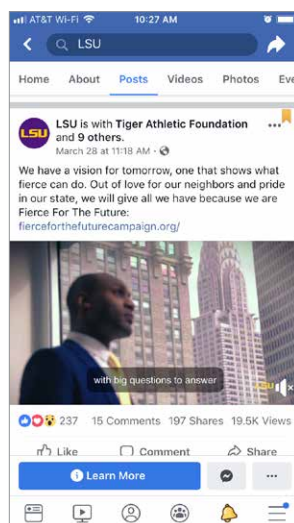 AT&T Wi-Fi 10:27 AM
LSU
Home About Posts Videos Photos Eve
LSU LSU is with Tiger Athletic Foundation ...
and 9 others.
March 28 at 11:18 AM ·
We have a vision for tomorrow, one that shows what
fierce can do. Out of love for our neighbors and pride
in our state, we will give all we have because we are
Fierce For The Future:
fierceforthefuturecampaign.org/
with big questions to answer
LSU
237 15 Comments 197 Shares 19.5K Views
Like Comment Share
Learn More ...